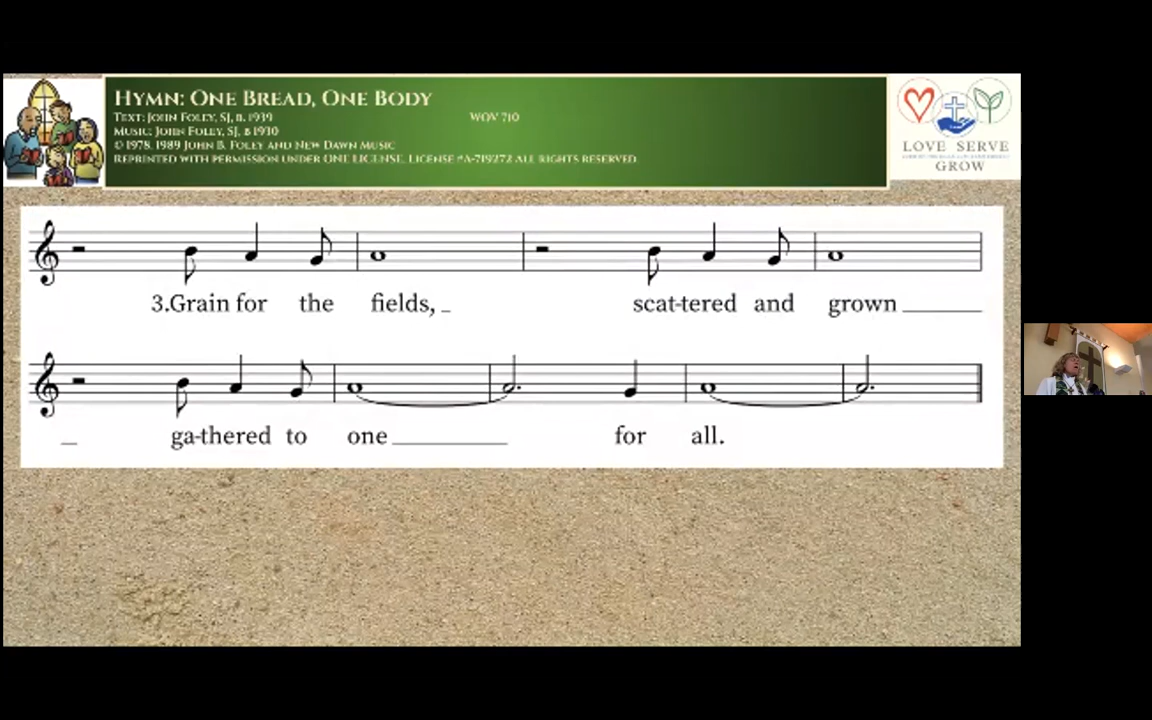 HYMN: ONE BREAD, ONE BODY
TEXT: JOHN FOLEY, SJ, B. 1939
WOV 710
MUSIC: JOHN FOLEY, SJ, B 1930
© 1978, 1989 JOHN B. FOLEY AND NEW DAWN MUSIC
REPRINTED WITH PERMISSION UNDER ONE LICENSE, LICENSE #A-719272 ALL RIGHTS RESERVED.
LOVE SERVE
GROW
3.Grain for the fields, _ scat-tered and grown
_ ga-thered to one for all.